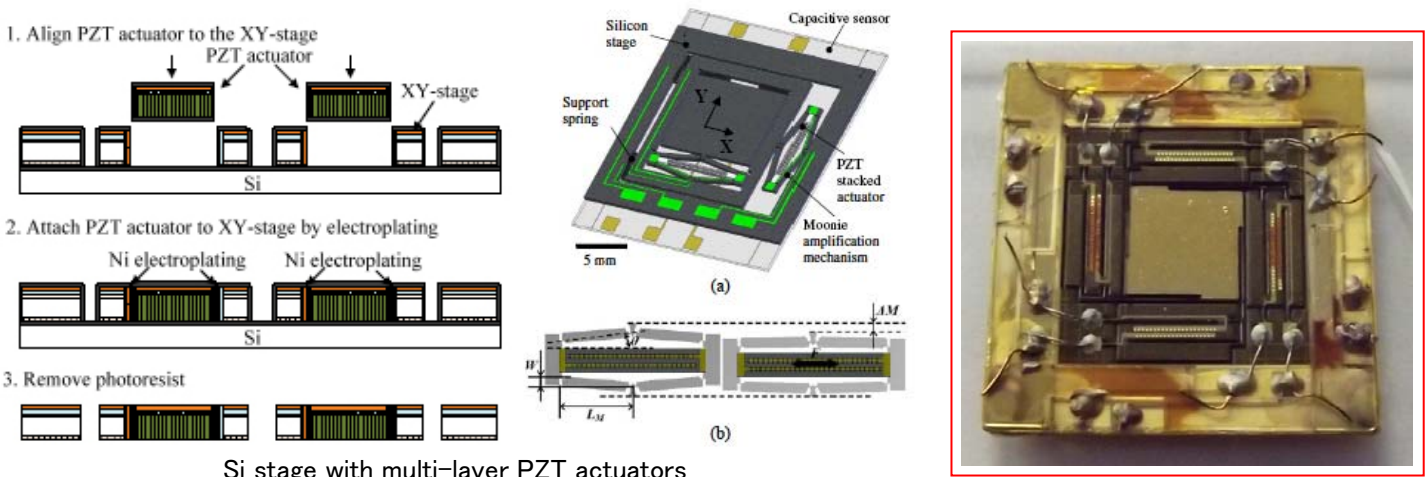 1. Align PZT actuator to the XY-stage
PZT actuator
XY-stage
Si
2. Attach PZT actuator to XY-stage by electroplating
Ni electroplating
Ni electroplating
Si
3. Remove photoresist
Silicon
stage
Capacitive sensor
Support
spring
Y
X
PZT
stacked
actuator
Moonie
amplification
mechanism
5 mm
(a)
ΔM
θ
W
F
L_M
(b)
Si stage with multi-layer PZT actuators